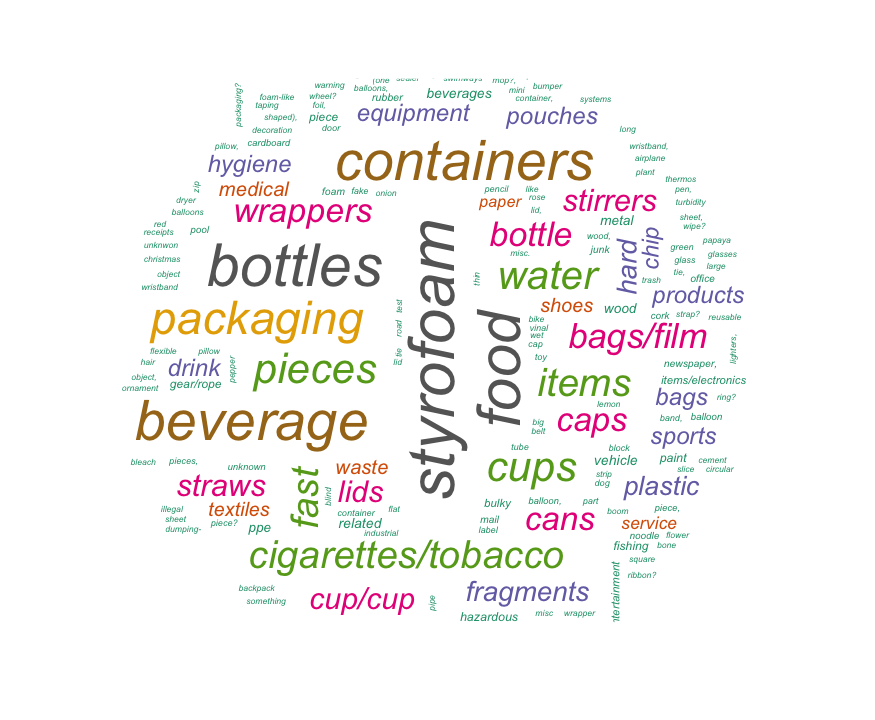 (one
mop?,
warning
wheel?
balloons,
rubber
beverages
mini
container,
bumper
systems
packaging?
foam-like
taping
shaped),
decoration
cardboard
foil,
piece
door
equipment
pouches
long
pillow,
hygiene
containers
wristband,
airplane
plant
zip
medical
foam fake onion
pencil like
paper
rose
lid,
stirrers
thermos
pen,
turbidity
dryer
balloons
wrappers
metal
sheet,
wipe?
red
receipts
pool
bottle
wood,
junk
misc.
hard
chip
green
glass
tie,
papaya
glasses
large
office
unknwon
christmas
object
wristband
bottles
styrofoam
thin
water
trash
products
packaging
test
road
food
shoes
wood
cork
strap?
reusable
bike
vinal
wet
cap
toy
bags/film
lighters,
flexible
pillow
hair
drink
object,
ornament
gear/rope
pepper
pieces
tie
lid
items
newspaper,
items/electronics
bags
ring?
beverage
lemon
big
belt
caps
band,
balloon
sports
bleach
pieces,
unknown
straws
fast
waste
blind
lids
tube
cups
block
vehicle
strip
dog
paint
slice
cement
circular
plastic
illegal
sheet
dumping-
textiles
piece?
ppe
container
related
flat
industrial
bulky
mail
label
balloon,
part
cans
boom
piece,
service
noodle
flower
fishing
bone
cigarettes/tobacco
square
ribbon?
backpack
something
cup/cup
pipe
fragments
hazardous
misc
wrapper